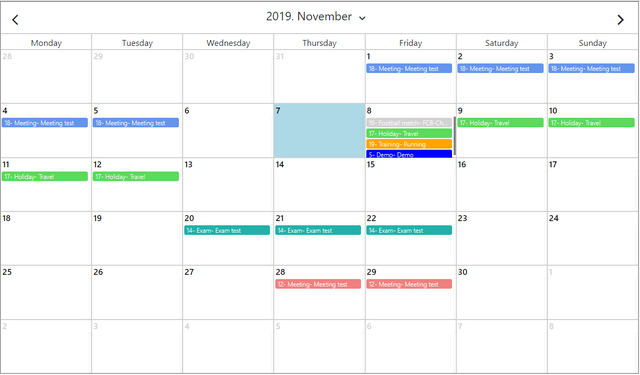 2019. November
Monday Tuesday Wednesday Thursday Friday Saturday Sunday
28 29 30 31 1 2 3
18- Meeting- Meeting test 18- Meeting- Meeting test 18- Meeting- Meeting test
4 5 6 7 8 9 10
18- Meeting- Meeting test 18- Meeting- Meeting test 16- Football match- FCB-Ch... 17- Holiday- Travel 17- Holiday- Travel
17- Holiday- Travel
19- Training- Running
5- Demo- Demo
11 12 13 14 15 16 17
17- Holiday- Travel 17- Holiday- Travel
18 19 20 21 22 23 24
14- Exam- Exam test 14- Exam- Exam test 14- Exam- Exam test
25 26 27 28 29 30 1
12- Meeting- Meeting test 12- Meeting- Meeting test
2 3 4 5 6 7 8